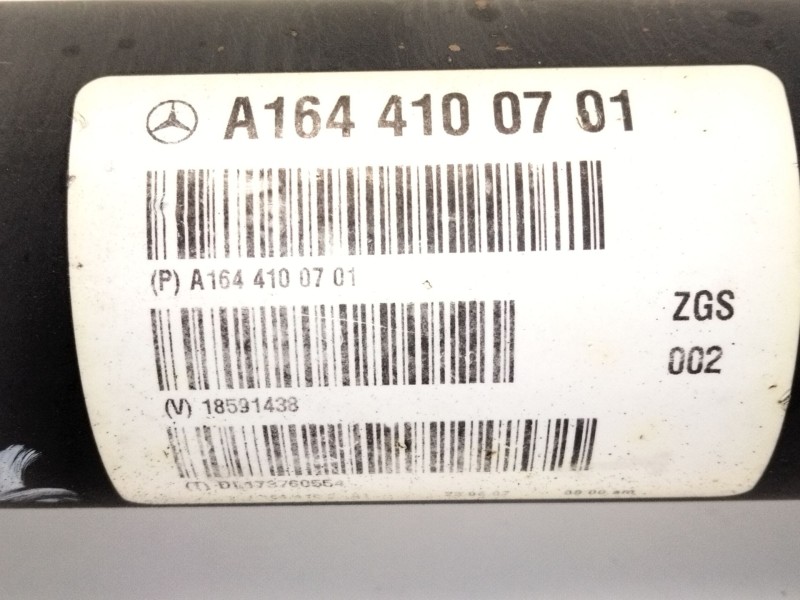 A164 410 07 01
(P) A164 410 07 01
ZGS
002
(V) 18591438
(T)